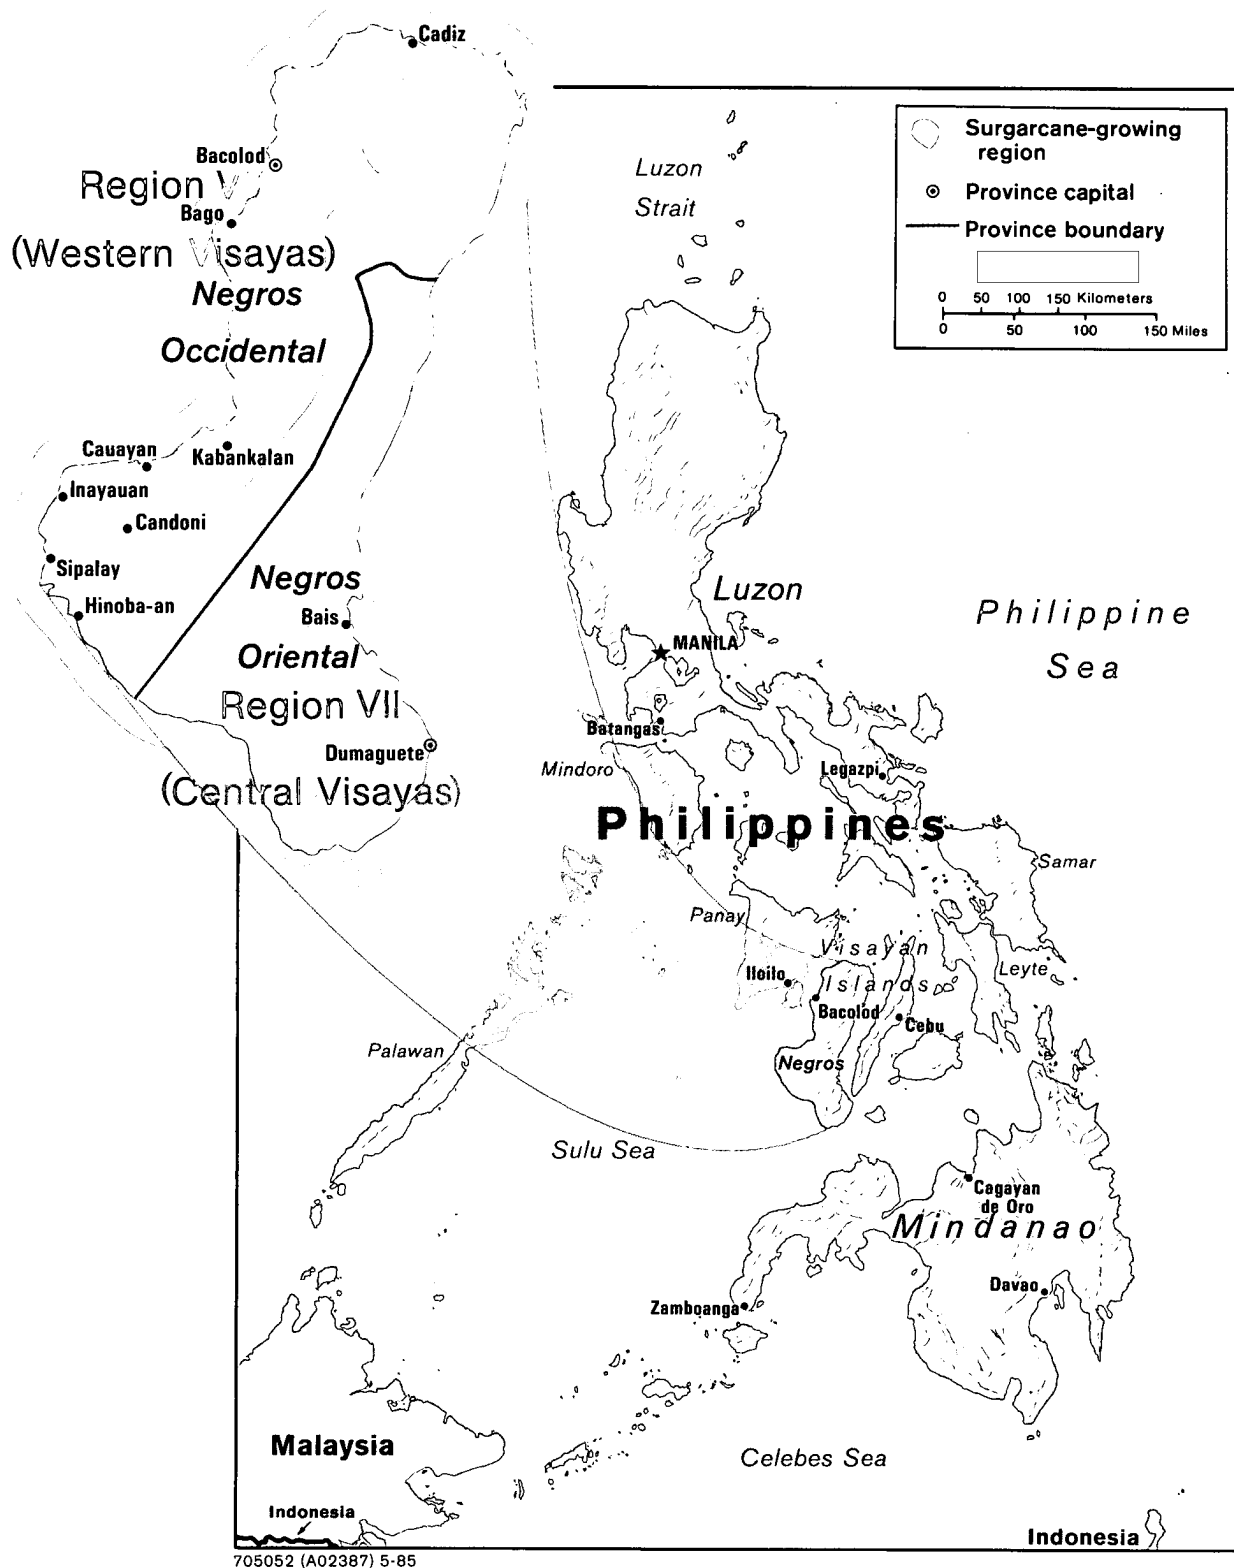 Cadiz
Bacolod
Region V
Bago
(Western Visayas)
Negros
Occidental
Cauayan
Kabankalan
Inayauan
Candoni
Sipalay
Hinoba-an
Negros
Bais
Oriental
Region VII
Dumaguete
(Central Visayas)
Surgarcane-growing
region
Province capital
Province boundary
0 50 100 150 Kilometers
0 50 100 150 Miles
Luzon
Strait
Luzon
Philippine
Sea
MANILA
Batangas
Mindoro
Legazpi
Philippines
Samar
Panay
Visayan
Islands
Leyte
Iloilo
Bacolod
Cebu
Negros
Palawan
Sulu Sea
Cagayan
de Oro
Mindanao
Davao
Zamboanga
Malaysia
Celebes Sea
Indonesia
Indonesia
705052 (A02387) 5-85